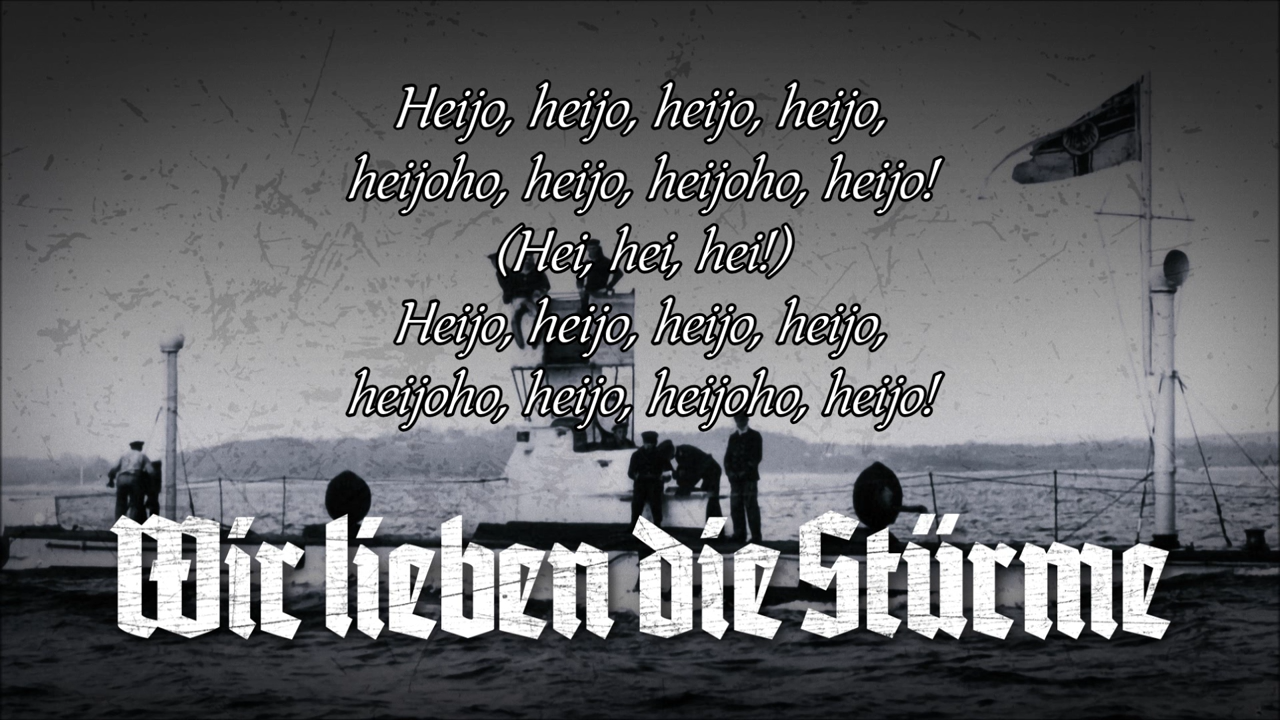 Heijo, heijo, heijo, heijo,
heijoho, heijo, heijoho, heijo!
(Hei, hei, hei!)
Heijo, heijo, heijo, heijo,
heijoho, heijo, heijoho, heijo!
Wir lieben die Stürme